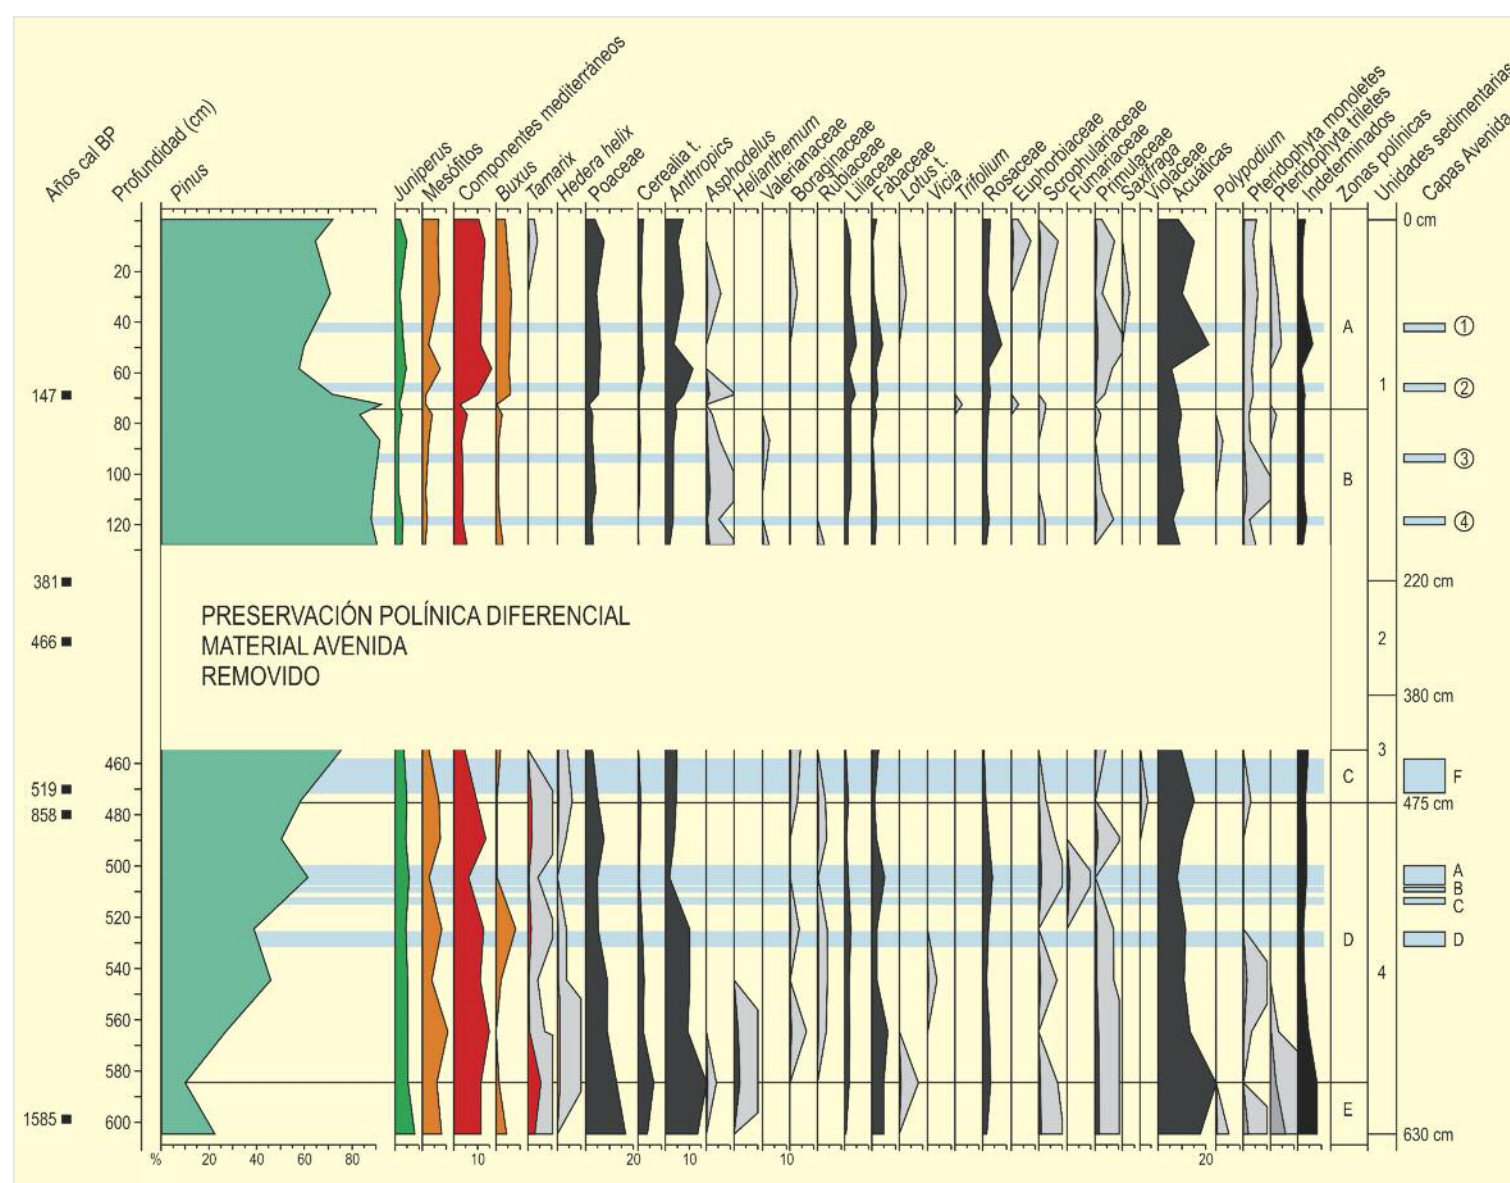 Años cal BP
Profundidad (cm)
Pinus
Juniperus
Mesófitos
Componentes mediterráneos
Buxus
Tamarix
Hedera helix
Poaceae
Cerealia t.
Anthropics
Asphodelus
Helianthemum
Valerianaceae
Boraginaceae
Rubiaceae
Liliaceae
Fabaceae
Lotus t.
Vicia
Trifolium
Rosaceae
Euphorbiaceae
Scrophulariaceae
Fumariaceae
Primulaceae
Saxifraga
Violaceae
Acuáticas
Polypodium
Pteridophyta monoletes
Pteridophyta triletes
Indeterminados
Zonas polínicas
Unidades sedimentarias
Capas Avenida
0 cm
20
40
A
1
60
147
1
2
80
100
B
3
120
4
381
220 cm
PRESERVACIÓN POLÍNICA DIFERENCIAL
466
MATERIAL AVENIDA
2
REMOVIDO
380 cm
3
460
519
C
F
475 cm
858
480
500
A
B
C
520
D
D
540
4
560
580
1585
600
E
630 cm
% 20 40 60 80 10 20 10 10 20